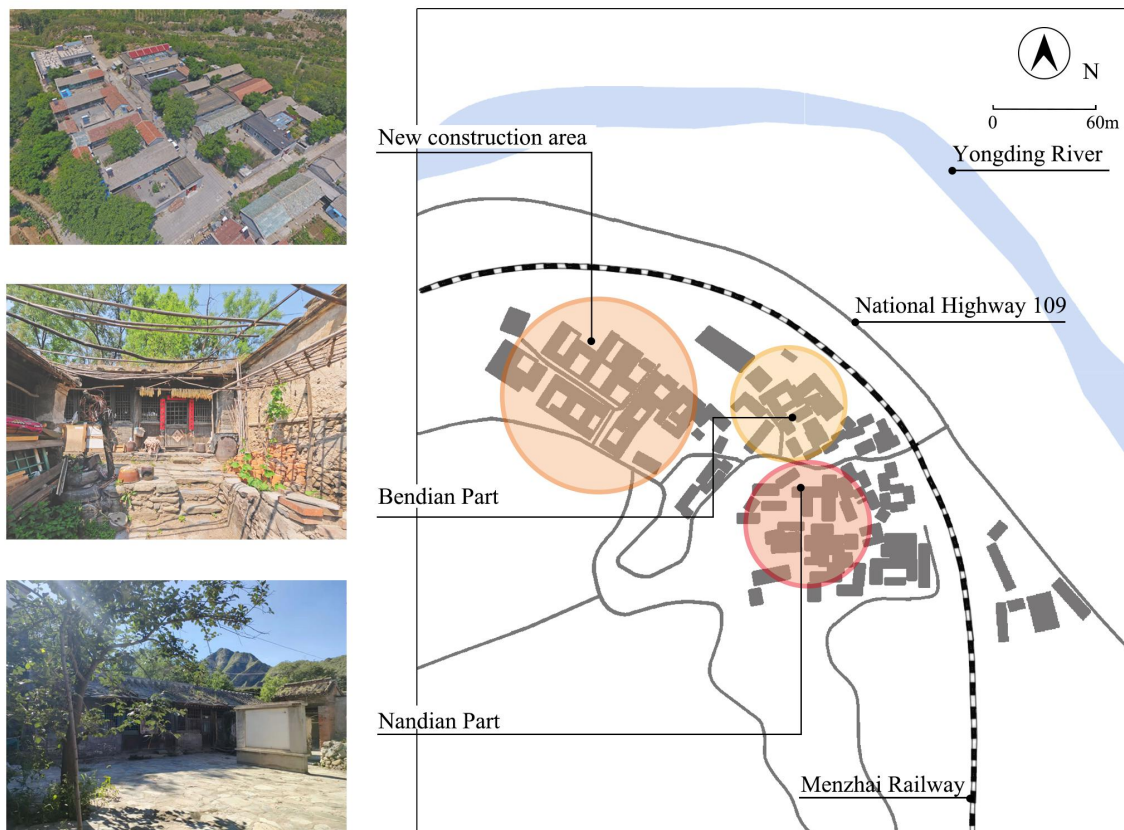 N
0 60m
New construction area
Yongding River
National Highway 109
Bendian Part
Nandian Part
Menzhai Railway